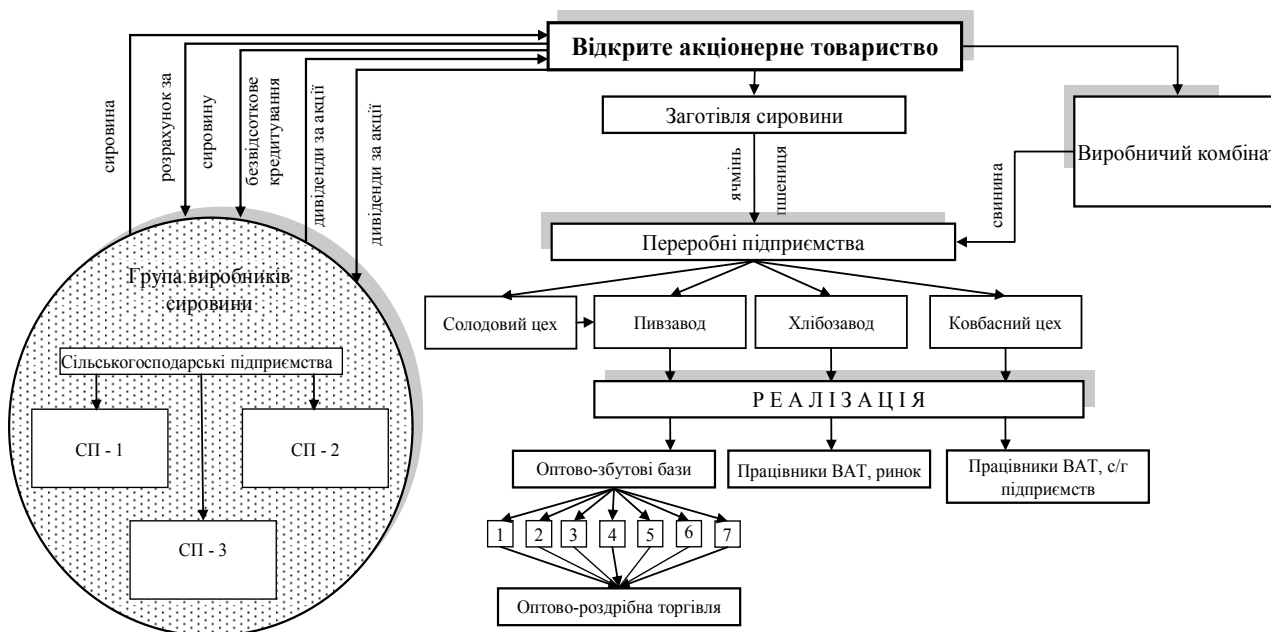 Відкрите акціонерне товариство
сировина
розрахунок за
сировину
безвідсоткове
кредитування
дивіденди за акції
дивіденди за акції
Заготівля сировини
Виробничий комбінат
ячмінь
пшениця
свинина
Переробні підприємства
Група виробників
сировини
Солодовий цех
Пивзавод
Хлібозавод
Ковбасний цех
Сільськогосподарські підприємства
Р Е А Л І З А Ц І Я
СП - 1
СП - 2
СП - 3
Оптово-збутові бази
Працівники ВАТ, ринок
Працівники ВАТ, с/г
підприємств
1 2 3 4 5 6 7
Оптово-роздрібна торгівля